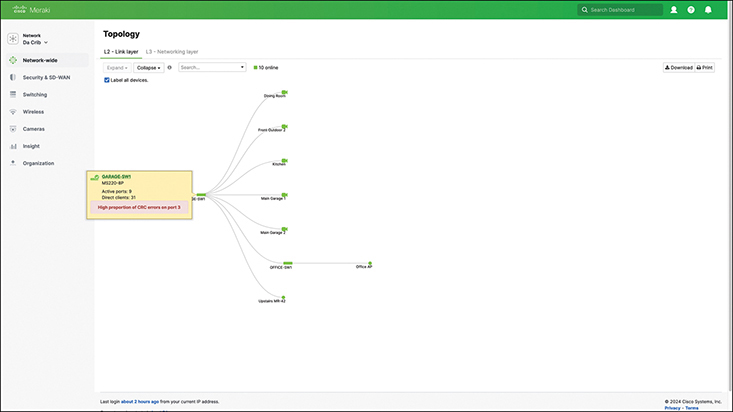 CISCO Meraki
Search Dashboard
Network
Da Crib
Network-wide
Security & SD-WAN
Switching
Wireless
Cameras
Insight
Organization
Topology
L2 - Link layer
L3 - Networking layer
Expand
Collapse
Search...
10 online
Download
Print
Label all devices.
Dining Room
Front Outdoor 2
Kitchen
GARAGE-SW1
MS220-8P
Active ports: 9
Direct clients: 31
High proportion of CRC errors on port 3
GE-SW1
Main Garage 1
Main Garage 2
OFFICE-SW1
Office AP
Upstairs MR-42
Last login about 2 hours ago from your current IP address.
© 2024 Cisco Systems, Inc.
Privacy - Terms